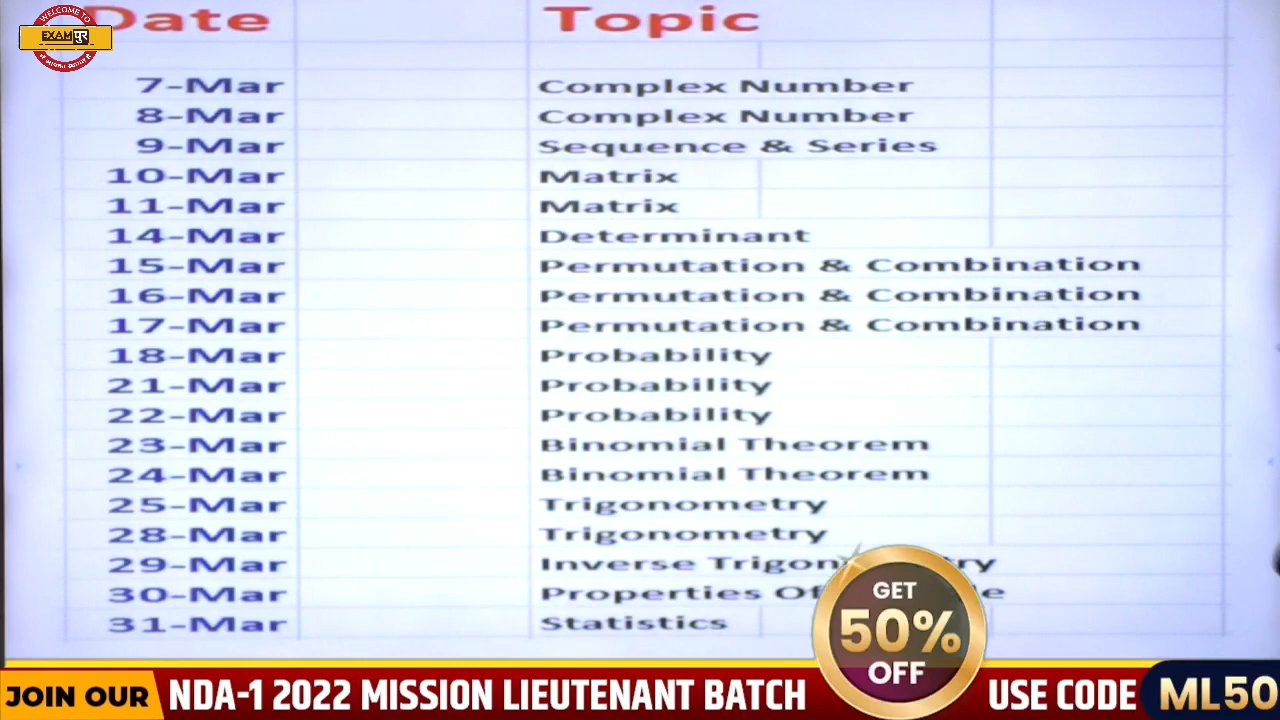 WELCOME TO
EXAM पुर
Date Topic
7-Mar Complex Number
8-Mar Complex Number
9-Mar Sequence & Series
10-Mar Matrix
11-Mar Matrix
14-Mar Determinant
15-Mar Permutation & Combination
16-Mar Permutation & Combination
17-Mar Permutation & Combination
18-Mar Probability
21-Mar Probability
22-Mar Probability
23-Mar Binomial Theorem
24-Mar Binomial Theorem
25-Mar Trigonometry
28-Mar Trigonometry
29-Mar Inverse
30-Mar Properties Of
31-Mar Statistics
GET
50%
OFF
JOIN OUR NDA-1 2022 MISSION LIEUTENANT BATCH USE CODE ML50